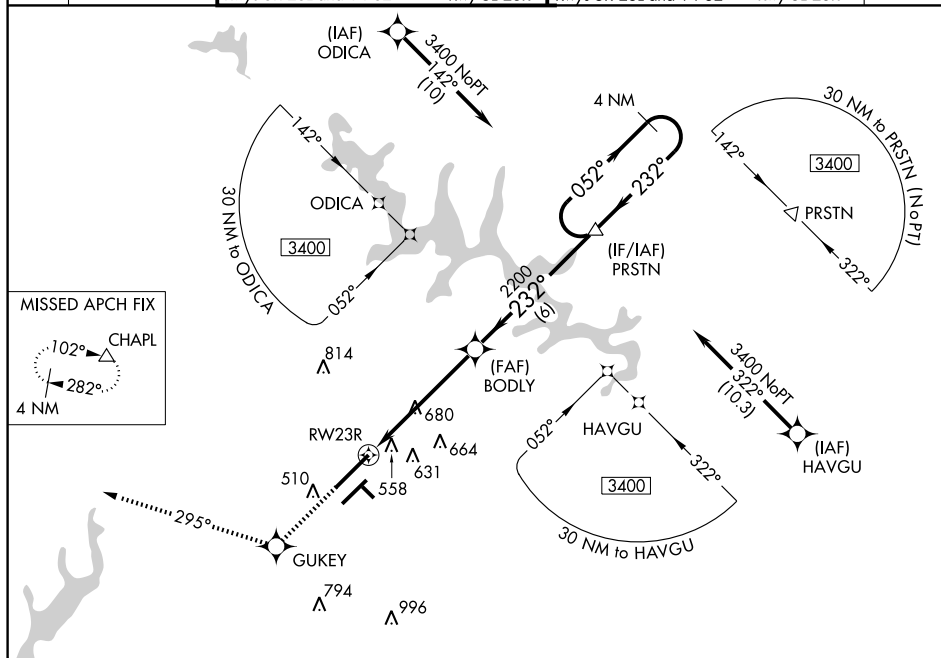 (IAF)
ODICA
3400 NoPT
142°
(10)
4 NM
052°
232°
30 NM to PRSTN (NoPT)
142°
3400
PRSTN
322°
142°
ODICA
30 NM to ODICA
3400
052°
(IF/IAF)
PRSTN
2200
232°
(6)
MISSED APCH FIX
CHAPL
102°
282°
4 NM
814
(FAF)
BODLY
3400 NoPT
322°
(10.3)
(IAF)
HAVGU
680
664
RW23R
631
558
510
052°
HAVGU
322°
3400
30 NM to HAVGU
295°
GUKEY
794
996